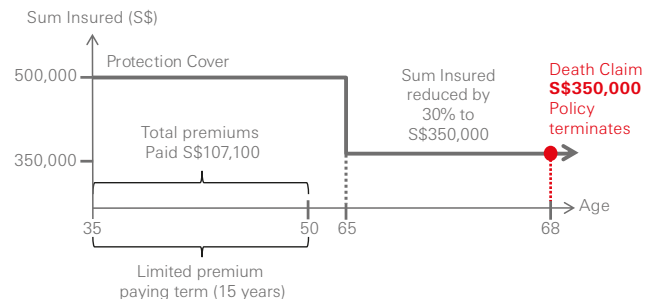 Sum Insured (S$)
500,000
Protection Cover
350,000
Total premiums
Paid S$107,100
Sum Insured
reduced by
30% to
S$350,000
Death Claim
S$350,000
Policy
terminates
Age
35
50
65
68
Limited premium
paying term (15 years)